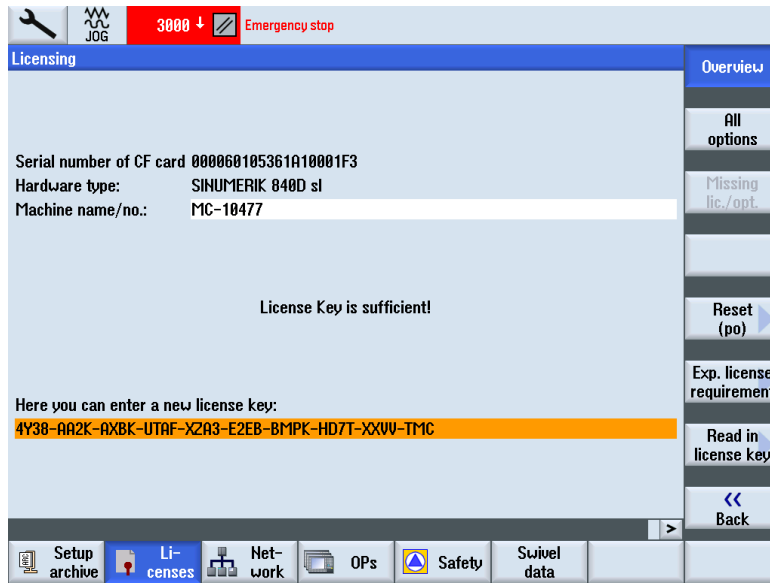 JOG
3000 ↓ Emergency stop
Licensing
Overview
All
options
Serial number of CF card 000060105361A10001F3
Hardware type: SINUMERIK 840D sl
Machine name/no.: MC-10477
Missing
lic./opt.
License Key is sufficient!
Reset
(po)
Exp. license
requirement
Here you can enter a new license key:
4Y38-AA2K-AXBK-UTAF-XZA3-E2EB-BMPK-HD7T-XXVV-TMC
Read in
license key
<<
Back
>
Setup
archive
Li-
censes
Net-
work
OPs
Safety
Swivel
data